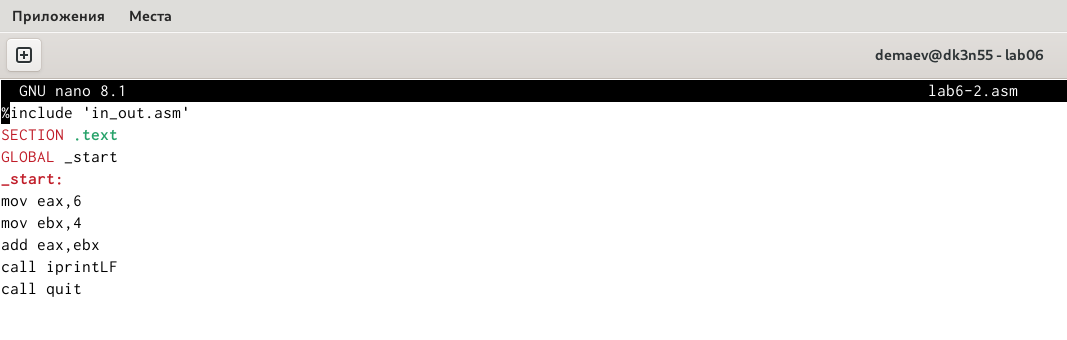 Приложения Места
demaev@dk3n55 - lab06
GNU nano 8.1 lab6-2.asm
%include 'in_out.asm'
SECTION .text
GLOBAL _start
_start:
mov eax,6
mov ebx,4
add eax,ebx
call iprintLF
call quit